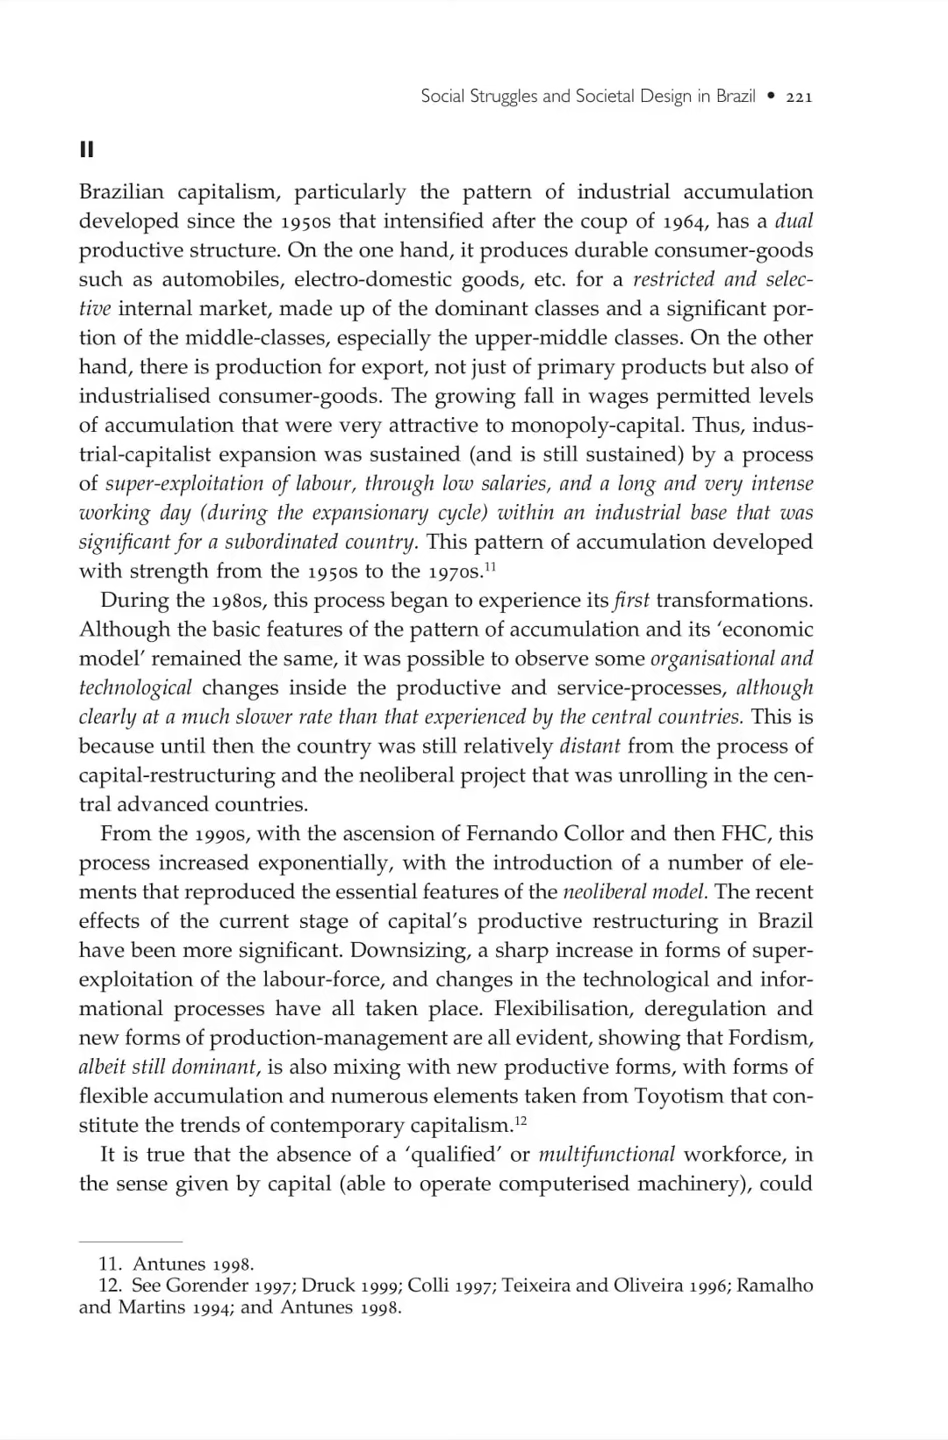 Social Struggles and Societal Design in Brazil • 221
II
Brazilian capitalism, particularly the pattern of industrial accumulation
developed since the 1950s that intensified after the coup of 1964, has a dual
productive structure. On the one hand, it produces durable consumer-goods
such as automobiles, electro-domestic goods, etc. for a restricted and selec-
tive internal market, made up of the dominant classes and a significant por-
tion of the middle-classes, especially the upper-middle classes. On the other
hand, there is production for export, not just of primary products but also of
industrialised consumer-goods. The growing fall in wages permitted levels
of accumulation that were very attractive to monopoly-capital. Thus, indus-
trial-capitalist expansion was sustained (and is still sustained) by a process
of super-exploitation of labour, through low salaries, and a long and very intense
working day (during the expansionary cycle) within an industrial base that was
significant for a subordinated country. This pattern of accumulation developed
with strength from the 1950s to the 1970s.11
During the 1980s, this process began to experience its first transformations.
Although the basic features of the pattern of accumulation and its ‘economic
model’ remained the same, it was possible to observe some organisational and
technological changes inside the productive and service-processes, although
clearly at a much slower rate than that experienced by the central countries. This is
because until then the country was still relatively distant from the process of
capital-restructuring and the neoliberal project that was unrolling in the cen-
tral advanced countries.
From the 1990s, with the ascension of Fernando Collor and then FHC, this
process increased exponentially, with the introduction of a number of ele-
ments that reproduced the essential features of the neoliberal model. The recent
effects of the current stage of capital’s productive restructuring in Brazil
have been more significant. Downsizing, a sharp increase in forms of super-
exploitation of the labour-force, and changes in the technological and infor-
mational processes have all taken place. Flexibilisation, deregulation and
new forms of production-management are all evident, showing that Fordism,
albeit still dominant, is also mixing with new productive forms, with forms of
flexible accumulation and numerous elements taken from Toyotism that con-
stitute the trends of contemporary capitalism.12
It is true that the absence of a ‘qualified’ or multifunctional workforce, in
the sense given by capital (able to operate computerised machinery), could
11. Antunes 1998.
12. See Gorender 1997; Druck 1999; Colli 1997; Teixeira and Oliveira 1996; Ramalho
and Martins 1994; and Antunes 1998.